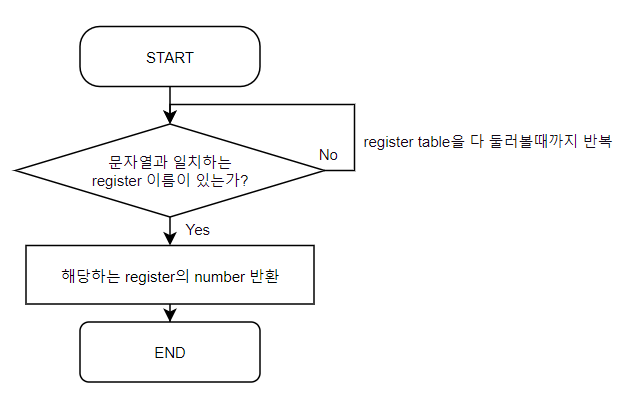 START
register table을 다 둘러볼때까지 반복
문자열과 일치하는
register 이름이 있는가?
No
Yes
해당하는 register의 number 반환
END